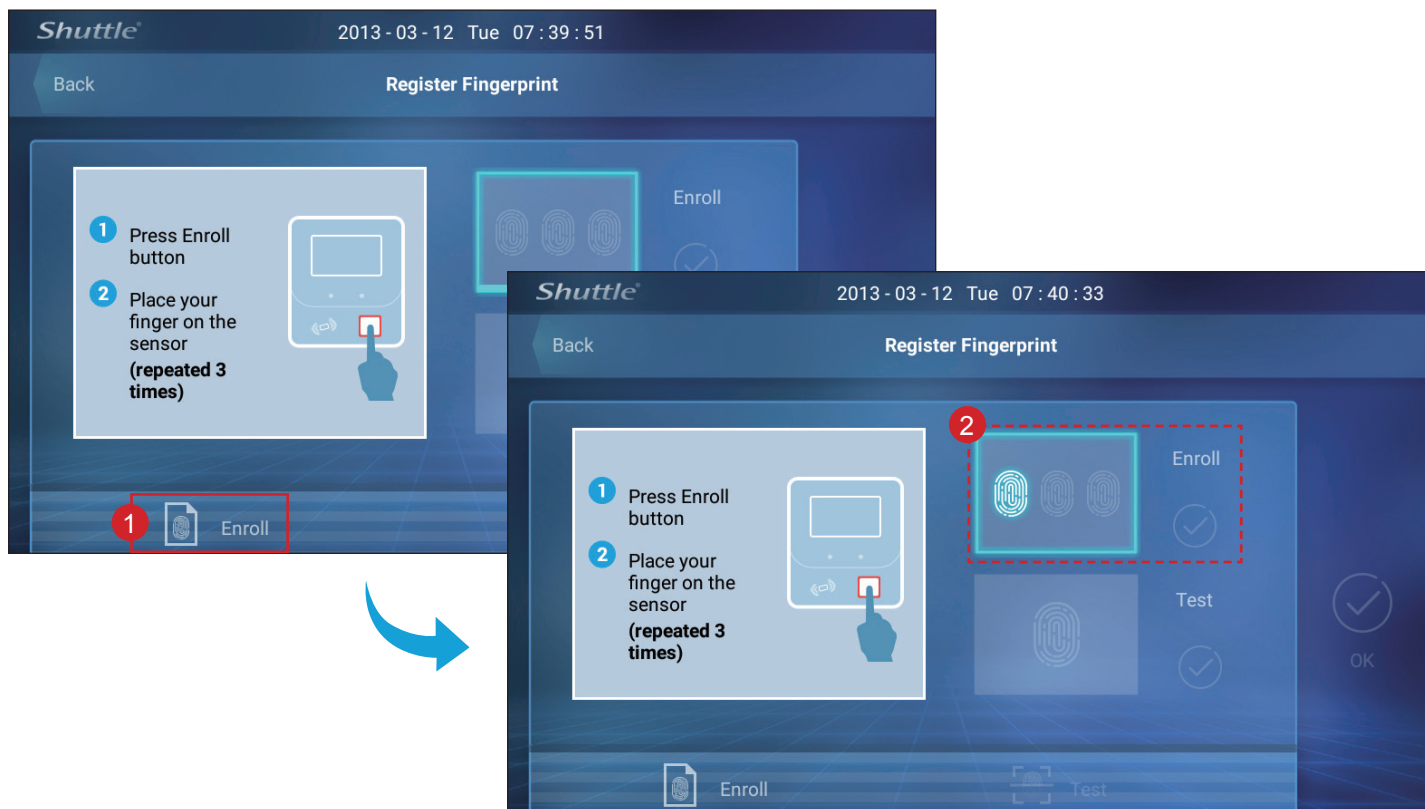 Shuttle®
2013 - 03 - 12 Tue 07 : 39 : 51
Back
Register Fingerprint
1 Press Enroll
button
2 Place your
finger on the
sensor
(repeated 3
times)
Enroll
1
Enroll
Shuttle®
2013 - 03 - 12 Tue 07 : 40 : 33
Back
Register Fingerprint
1 Press Enroll
button
2 Place your
finger on the
sensor
(repeated 3
times)
2
Enroll
Test
OK
Enroll
Test